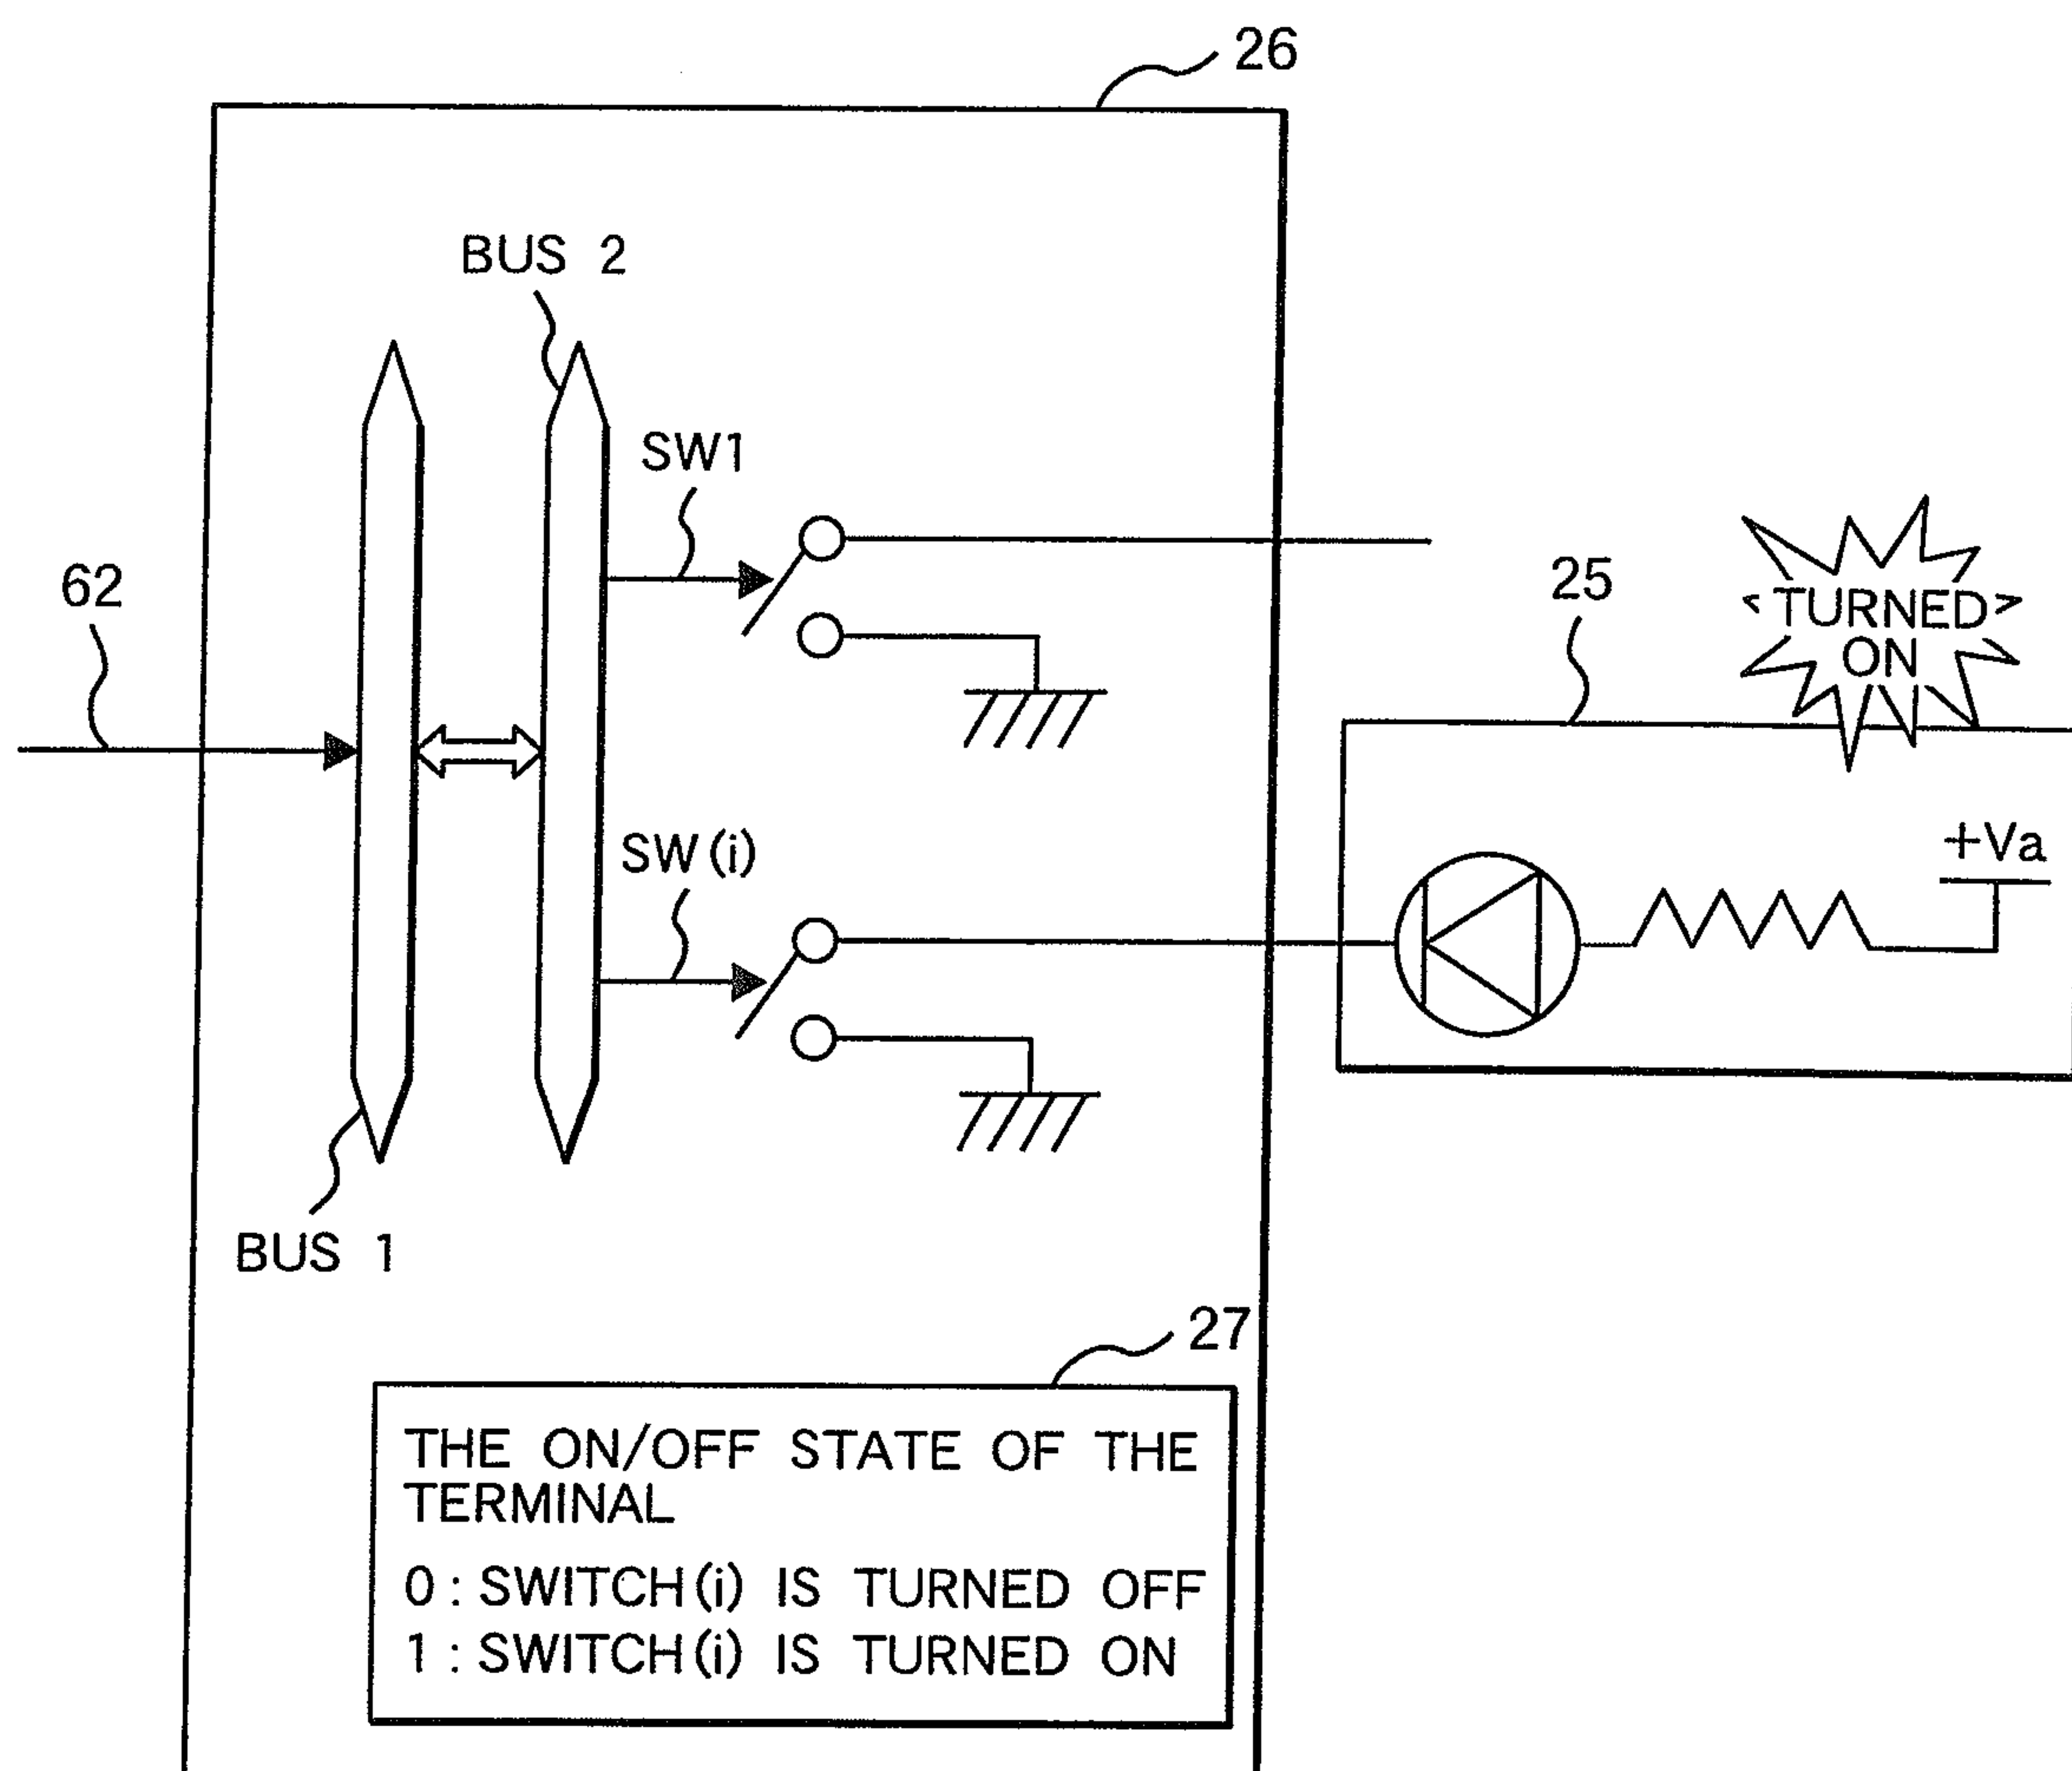 26
BUS 2
SW1
62
25
TURNED
ON
+Va
SW(i)
BUS 1
27
THE ON/OFF STATE OF THE
TERMINAL
0 : SWITCH(i) IS TURNED OFF
1 : SWITCH(i) IS TURNED ON